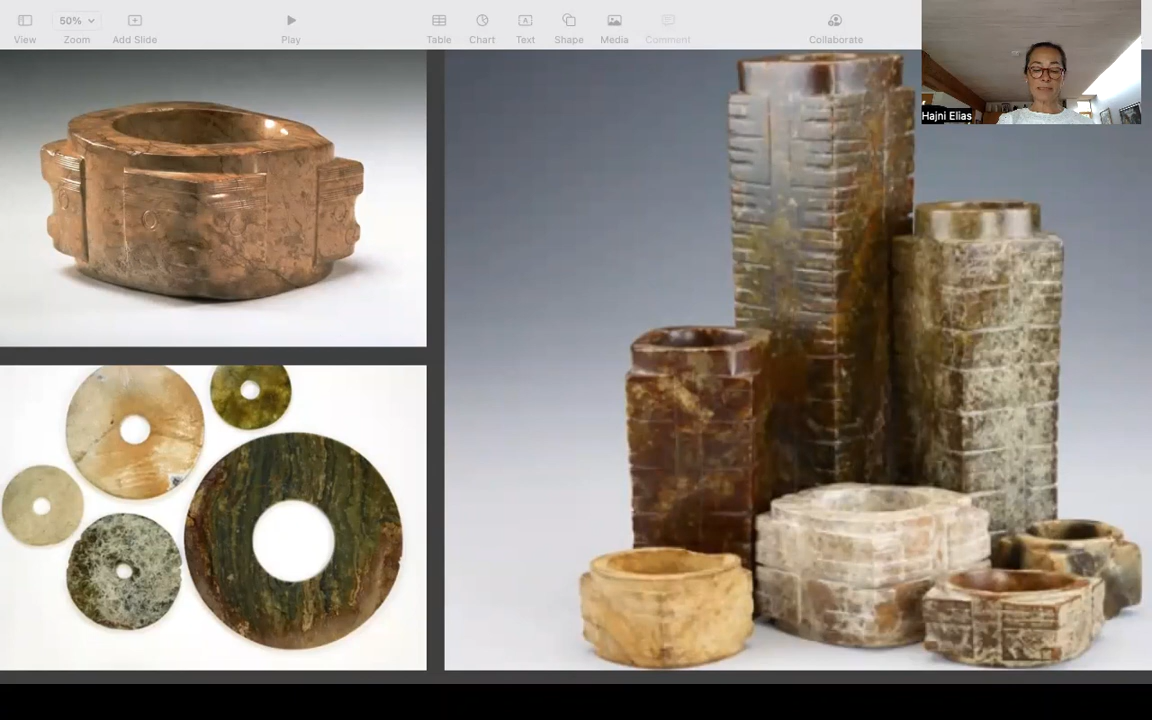 50%
View
Zoom
Add Slide
Play
Table
Chart
Text
Shape
Media
Comment
Collaborate
Hajni Elias